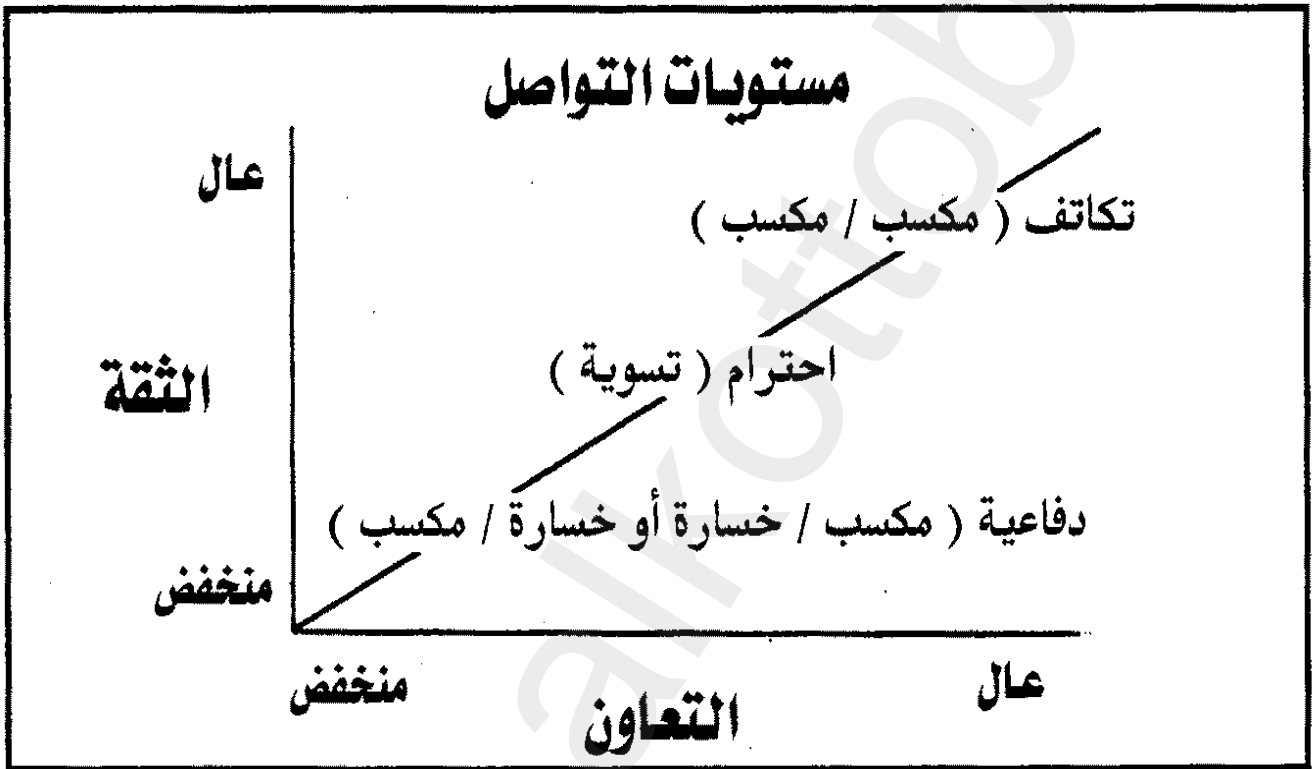 مستويات التواصل
عال
تكاتف ( مكسب / مكسب )
احترام ( تسوية )
الثقة
دفاعية ( مكسب / خسارة أو خسارة / مكسب )
منخفض
منخفض
عال
التعاون
alkottob